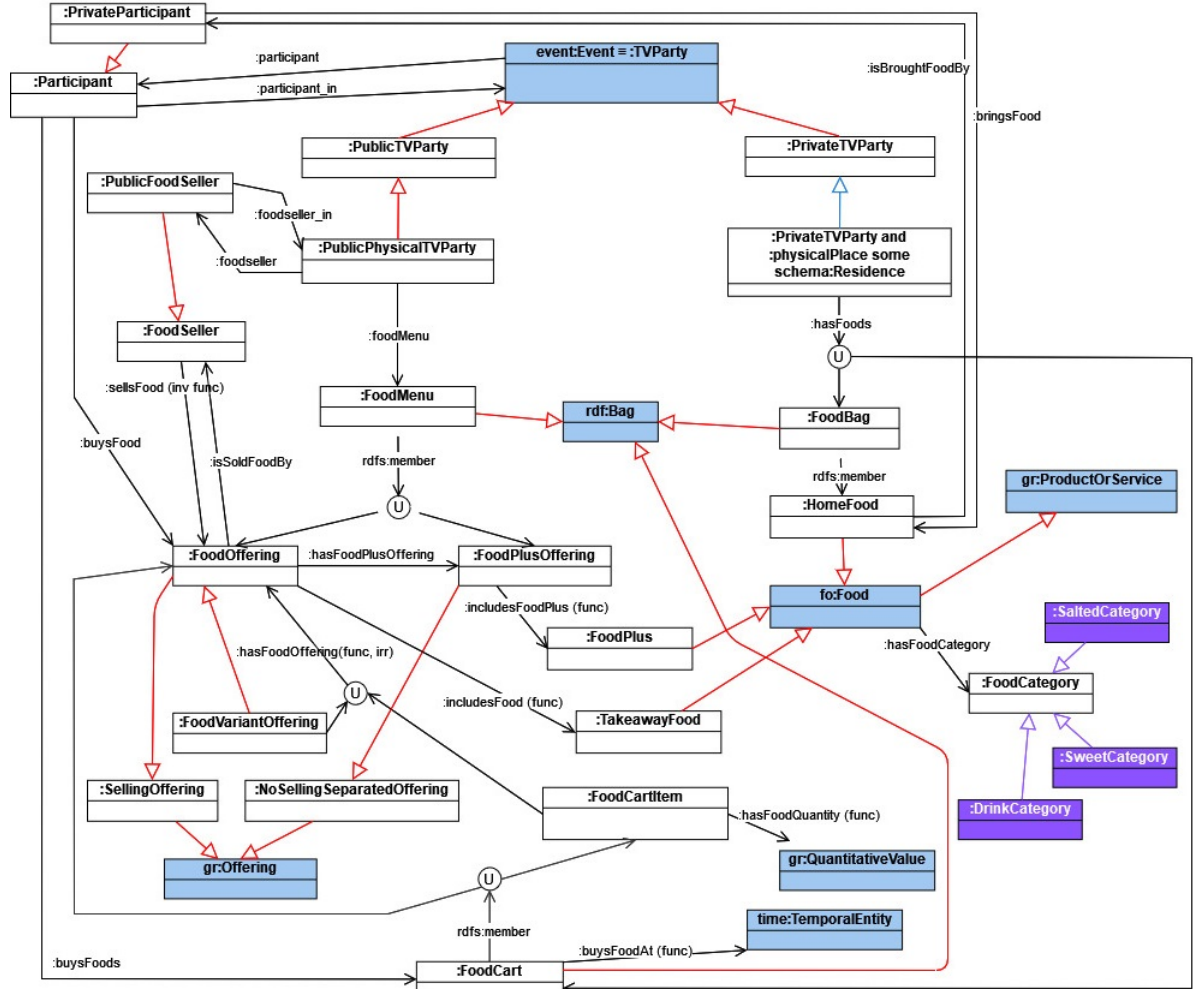 :PrivateParticipant
:participant
event:Event ≡ :TVParty
:isBroughtFoodBy
:Participant
:participant_in
:bringsFood
:PublicTVParty
:PrivateTVParty
:PublicFoodSeller
:foodseller_in
:PublicPhysicalTVParty
:foodseller
:PrivateTVParty and
:physicalPlace some
schema:Residence
:hasFoods
:FoodSeller
:foodMenu
U
:sellsFood (inv func)
:FoodMenu
rdf:Bag
:FoodBag
:buysFood
:isSoldFoodBy
rdfs:member
rdfs:member
gr:ProductOrService
U
:HomeFood
:FoodOffering
:hasFoodPlusOffering
:FoodPlusOffering
:includesFoodPlus (func)
fo:Food
:SaltedCategory
:FoodPlus
:hasFoodCategory
:hasFoodOffering(func, irr)
:FoodCategory
U
:includesFood (func)
:FoodVariantOffering
:TakeawayFood
:SweetCategory
:SellingOffering
:NoSellingSeparatedOffering
:FoodCartItem
:DrinkCategory
:hasFoodQuantity (func)
gr:Offering
gr:QuantitativeValue
U
time:TemporalEntity
rdfs:member
:buysFoodAt (func)
:buysFoods
:FoodCart